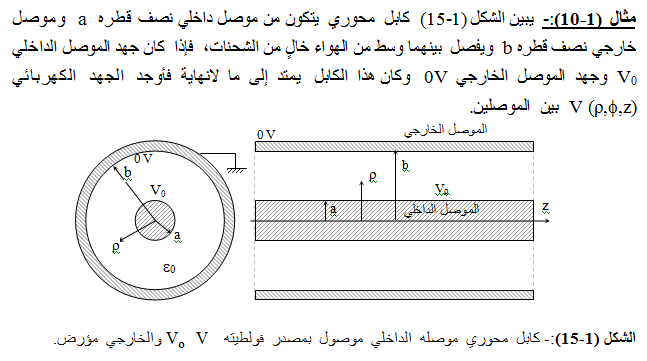 مثال (1-10):- يبين الشكل (1-15) كابل محوري يتكون من موصل داخلي نصف قطره a وموصل
خارجي نصف قطره b ويفصل بينهما وسط من الهواء خالٍ من الشحنات، فإذا كان جهد الموصل الداخلي
V₀ وجهد الموصل الخارجي 0V وكان هذا الكابل يمتد إلى ما لانهاية فأوجد الجهد الكهربائي
V (ρ,ϕ,z) بين الموصلين.
0 V
b
V₀
a
ρ
ε0
0 V
الموصل الخارجي
b
ρ
V₀
a
الموصل الداخلي
z
الشكل (1-15):- كابل محوري موصله الداخلي موصول بمصدر فولطيته V₀ V والخارجي مؤرض.